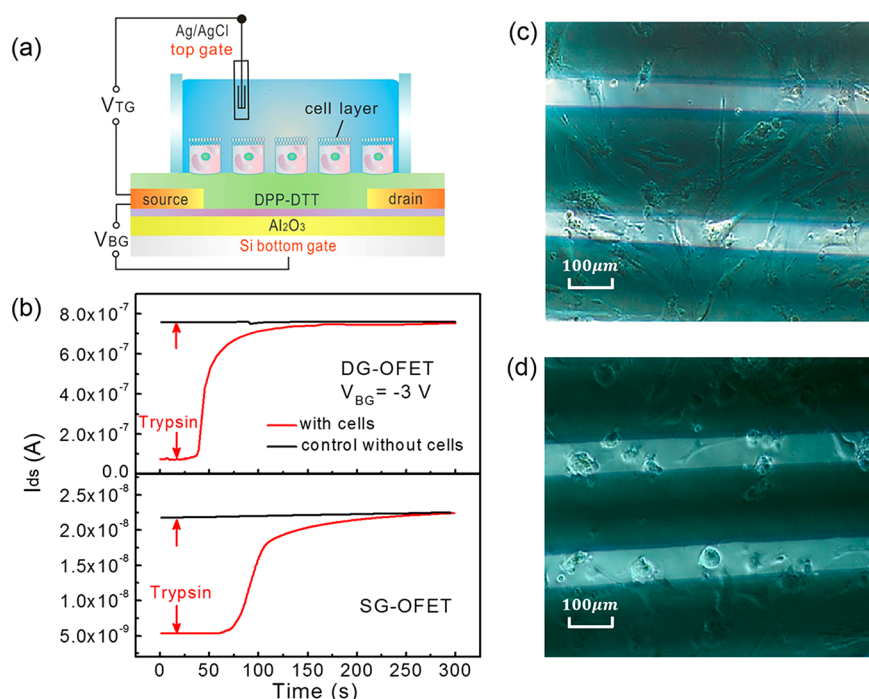 (a)
Ag/AgCl
top gate
cell layer
V_TG
source
DPP-DTT
drain
V_BG
Al₂O₃
Si bottom gate
(b)
8.0x10⁻⁷
6.0x10⁻⁷
4.0x10⁻⁷
2.0x10⁻⁷
0.0
DG-OFET
V_BG= -3 V
Trypsin
with cells
control without cells
Ids (A)
2.5x10⁻⁸
2.0x10⁻⁸
1.5x10⁻⁸
1.0x10⁻⁸
5.0x10⁻⁹
Trypsin
SG-OFET
0 50 100 150 200 250 300
Time (s)
(c)
100μm
(d)
100μm